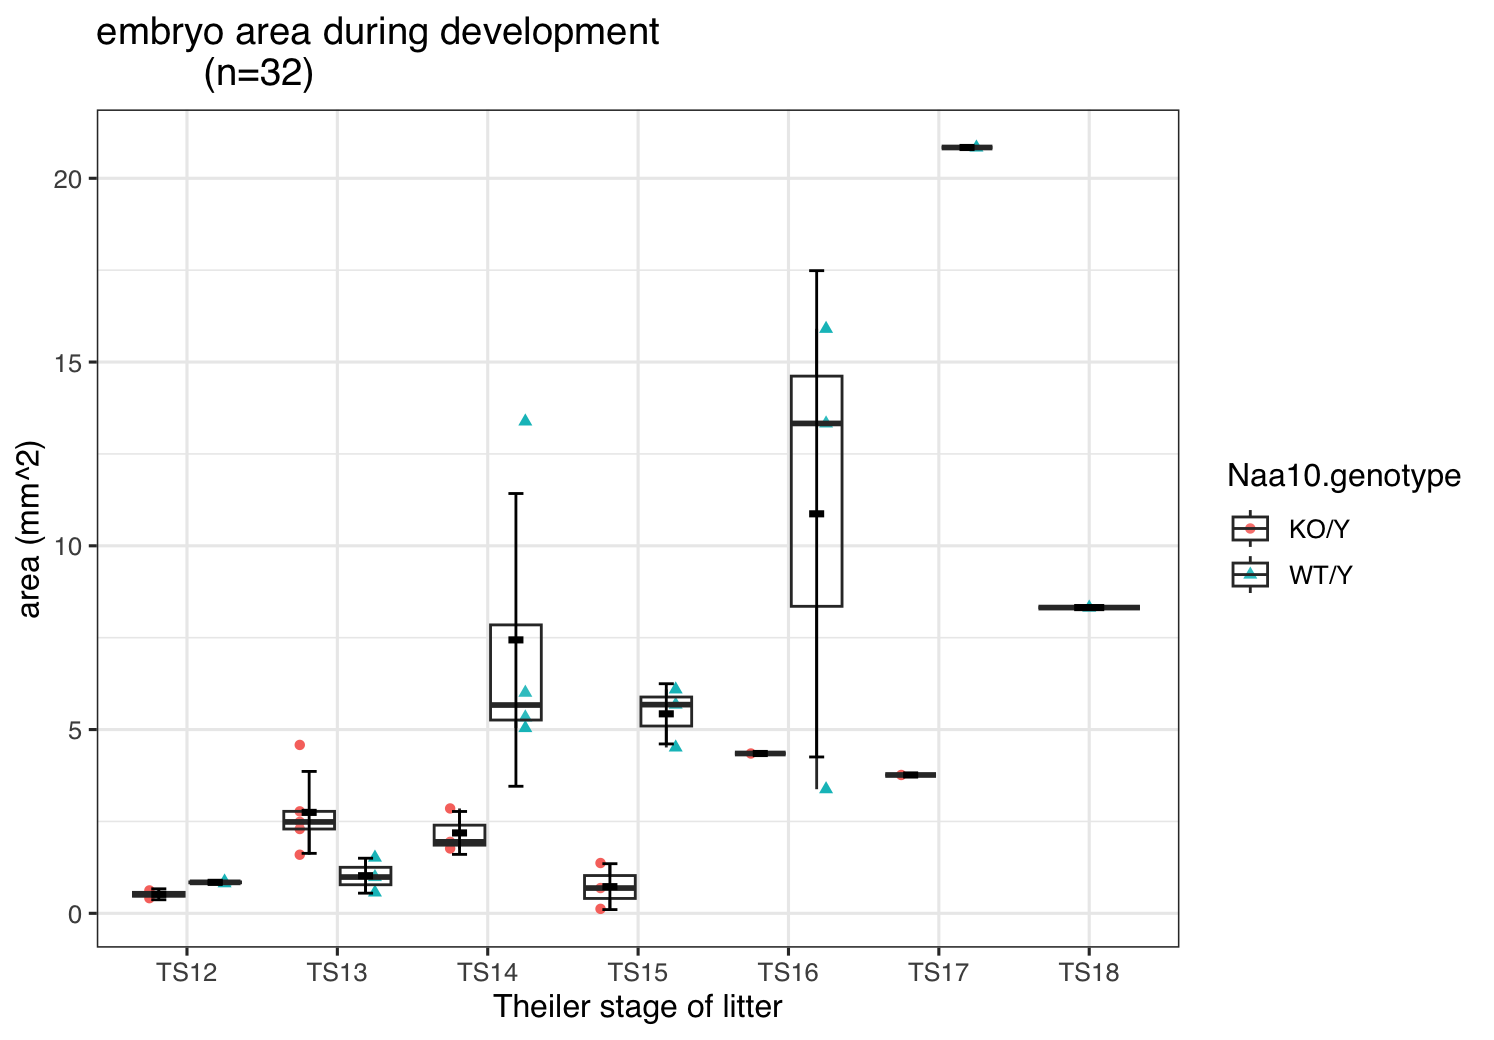 embryo area during development
(n=32)
20
15
10
5
0
area (mm^2)
TS12 TS13 TS14 TS15 TS16 TS17 TS18
Theiler stage of litter
Naa10.genotype
KO/Y
WT/Y